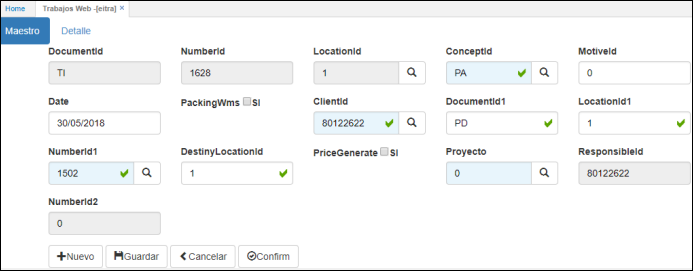 Home Trabajos Web -[eitra] ×
Maestro Detalle
DocumentId NumberId LocationId ConceptId MotiveId
TI 1628 1 PA 0
Date PackingWms SI ClientId DocumentId1 LocationId1
30/05/2018 80122622 PD 1
NumberId1 DestinyLocationId PriceGenerate SI Proyecto ResponsibleId
1502 1 0 80122622
NumberId2
0
Nuevo Guardar Cancelar Confirm